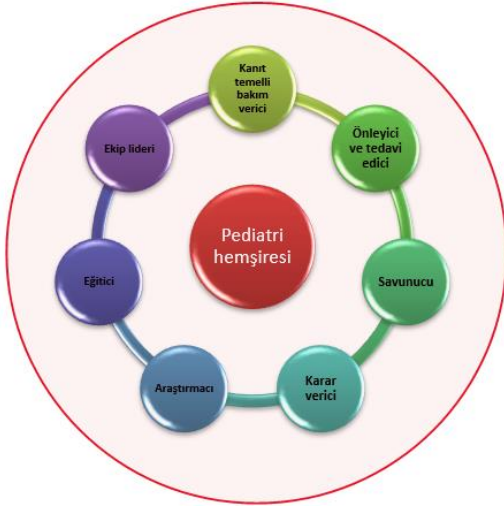 Kanıt
temelli
bakım
verici
Önleyici
ve tedavi
edici
Savunucu
Karar
verici
Araştırmacı
Eğitici
Ekip lideri
Pediatri
hemşiresi